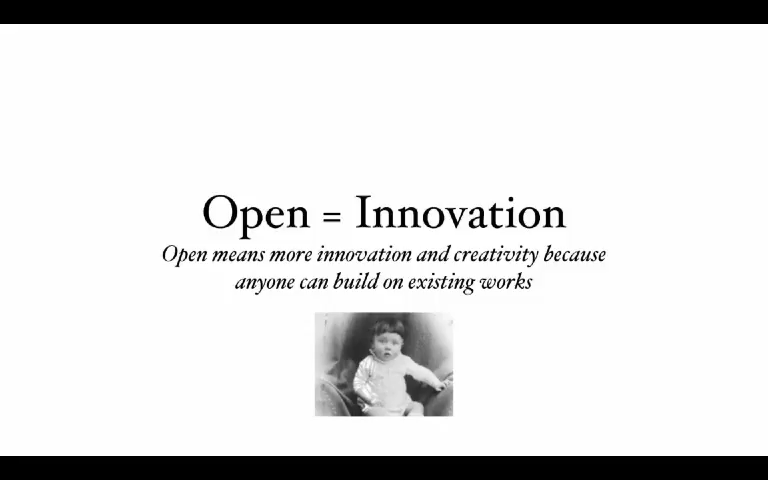 Open = Innovation
Open means more innovation and creativity because
anyone can build on existing works